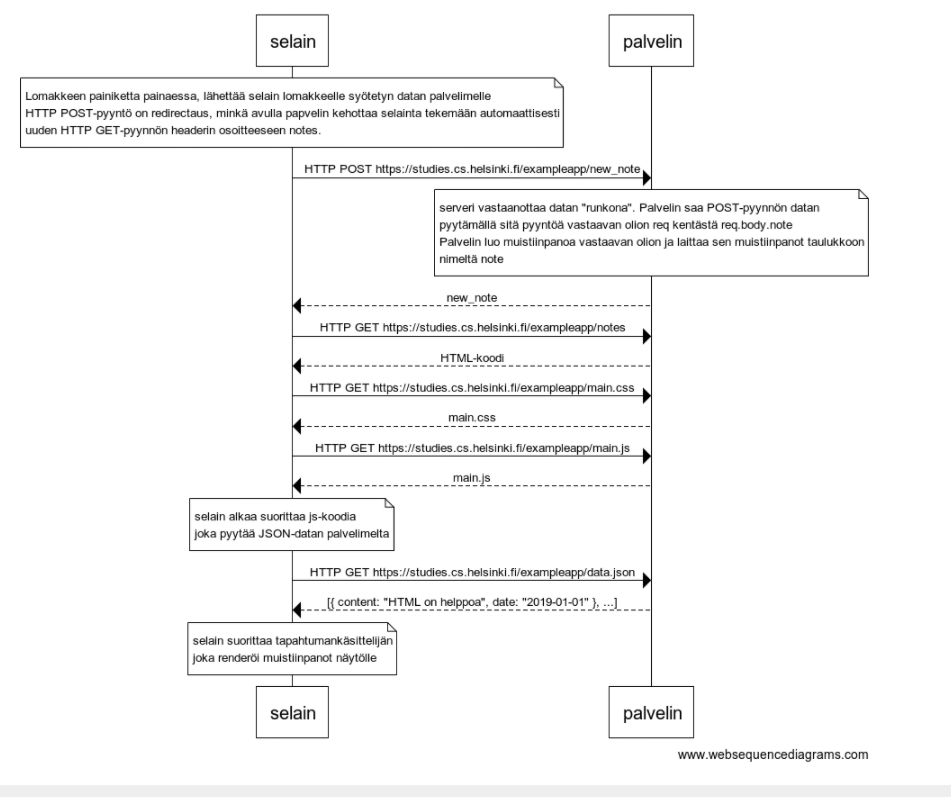 selain
palvelin
Lomakkeen painiketta painaessa, lähettää selain lomakkeelle syötetyn datan palvelimelle
HTTP POST-pyyntö on redirectaus, minkä avulla papvelin kehottaa selainta tekemään automaattisesti
uuden HTTP GET-pyynnön headerin osoitteeseen notes.
HTTP POST https://studies.cs.helsinki.fi/exampleapp/new_note
serveri vastaanottaa datan "runkona". Palvelin saa POST-pyynnön datan
pyytämällä sitä pyyntöä vastaavan olion req kentästä req.body.note
Palvelin luo muistiinpanoa vastaavan olion ja laittaa sen muistiinpanot taulukkoon
nimeltä note
new_note
HTTP GET https://studies.cs.helsinki.fi/exampleapp/notes
HTML-koodi
HTTP GET https://studies.cs.helsinki.fi/exampleapp/main.css
main.css
HTTP GET https://studies.cs.helsinki.fi/exampleapp/main.js
main.js
selain alkaa suorittaa js-koodia
joka pyytää JSON-datan palvelimelta
HTTP GET https://studies.cs.helsinki.fi/exampleapp/data.json
[{ content: "HTML on helppoa", date: "2019-01-01" }, ...]
selain suorittaa tapahtumankäsittelijän
joka renderöi muistiinpanot näytölle
selain
palvelin
www.websequencediagrams.com